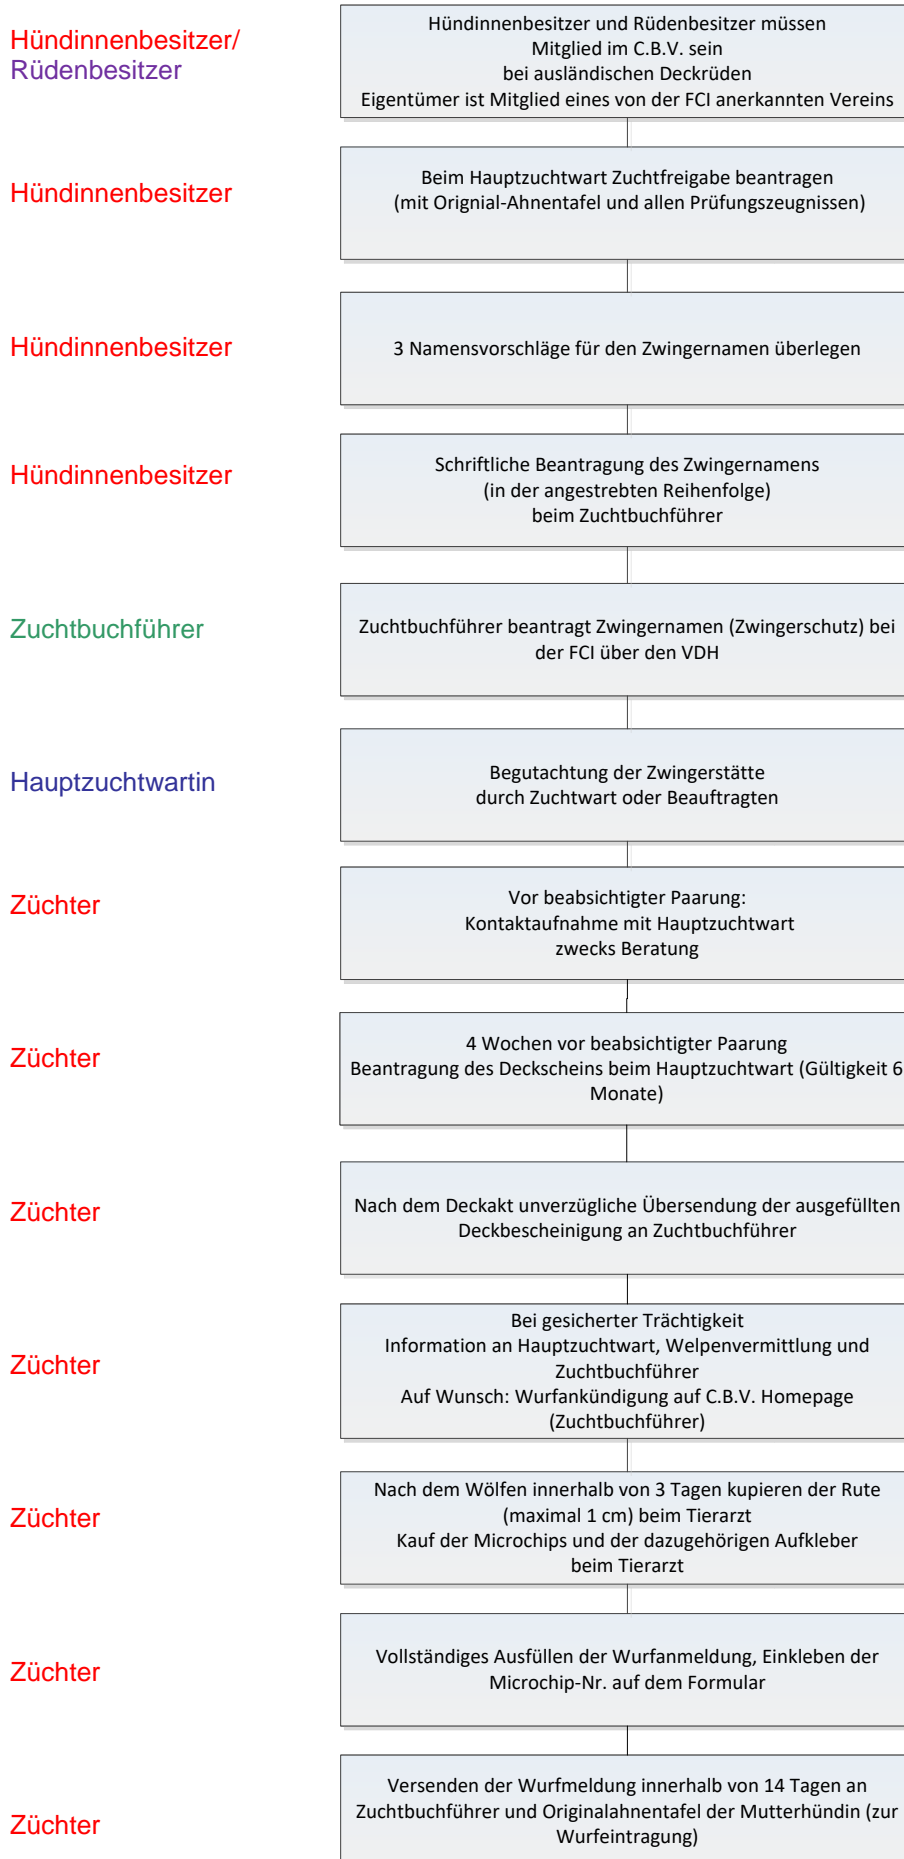 Hündinnenbesitzer/
Rüdenbesitzer
Hündinnenbesitzer und Rüdenbesitzer müssen
Mitglied im C.B.V. sein
bei ausländischen Deckrüden
Eigentümer ist Mitglied eines von der FCI anerkannten Vereins
Hündinnenbesitzer
Beim Hauptzuchtwart Zuchtfreigabe beantragen
(mit Orignial-Ahnentafel und allen Prüfungszeugnissen)
Hündinnenbesitzer
3 Namensvorschläge für den Zwingernamen überlegen
Hündinnenbesitzer
Schriftliche Beantragung des Zwingernamens
(in der angestrebten Reihenfolge)
beim Zuchtbuchführer
Zuchtbuchführer
Zuchtbuchführer beantragt Zwingernamen (Zwingerschutz) bei
der FCI über den VDH
Hauptzuchtwartin
Begutachtung der Zwingerstätte
durch Zuchtwart oder Beauftragten
Züchter
Vor beabsichtigter Paarung:
Kontaktaufnahme mit Hauptzuchtwart
zwecks Beratung
Züchter
4 Wochen vor beabsichtigter Paarung
Beantragung des Deckscheins beim Hauptzuchtwart (Gültigkeit 6
Monate)
Züchter
Nach dem Deckakt unverzügliche Übersendung der ausgefüllten
Deckbescheinigung an Zuchtbuchführer
Züchter
Bei gesicherter Trächtigkeit
Information an Hauptzuchtwart, Welpenvermittlung und
Zuchtbuchführer
Auf Wunsch: Wurfankündigung auf C.B.V. Homepage
(Zuchtbuchführer)
Züchter
Nach dem Wölfen innerhalb von 3 Tagen kupieren der Rute
(maximal 1 cm) beim Tierarzt
Kauf der Microchips und der dazugehörigen Aufkleber
beim Tierarzt
Züchter
Vollständiges Ausfüllen der Wurfanmeldung, Einkleben der
Microchip-Nr. auf dem Formular
Züchter
Versenden der Wurfmeldung innerhalb von 14 Tagen an
Zuchtbuchführer und Originalahnentafel der Mutterhündin (zur
Wurfeintragung)